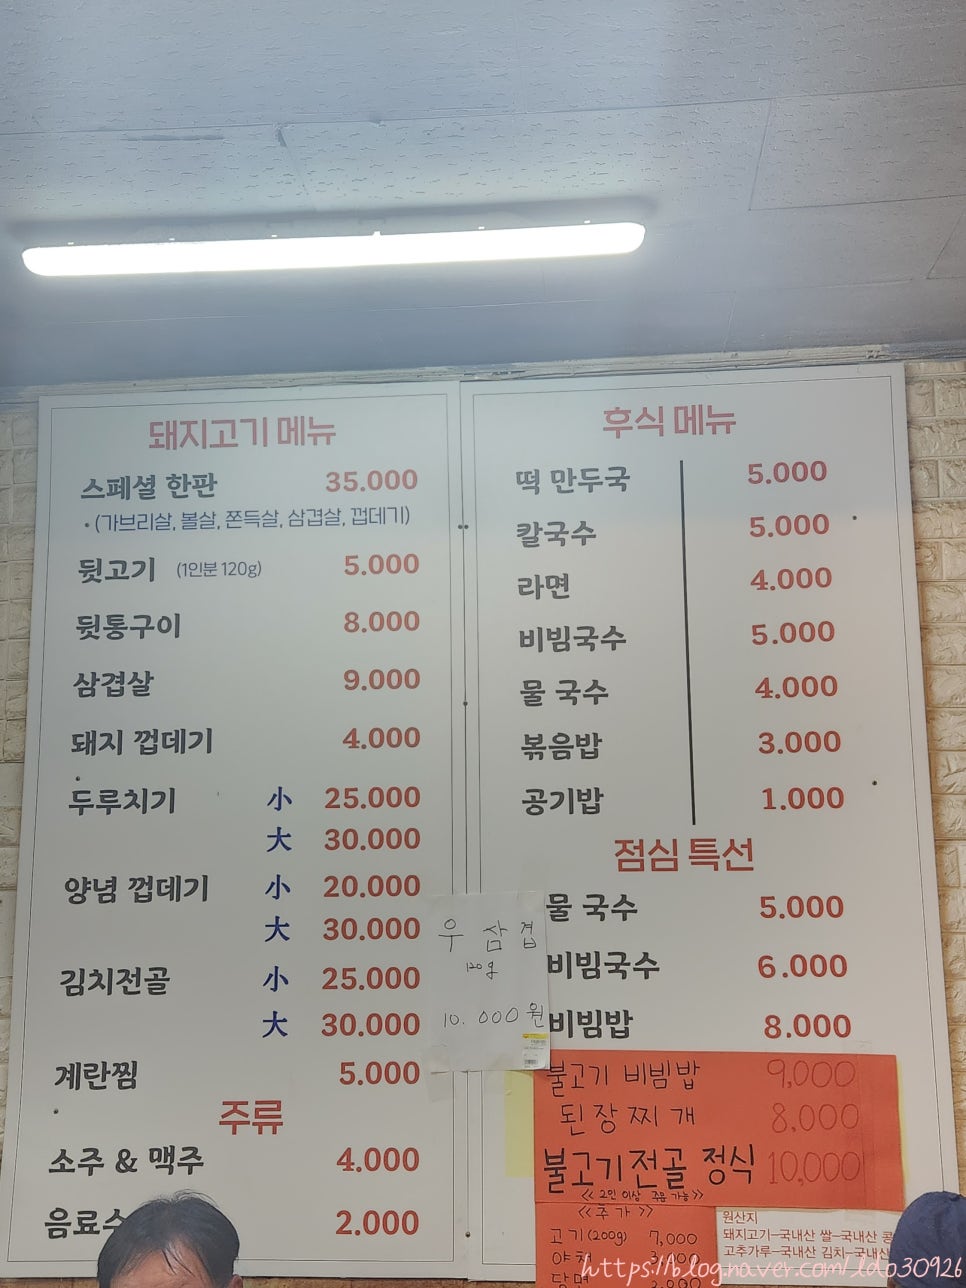 돼지고기 메뉴
스페셜 한판 35.000
• (가브리살, 볼살, 쫀득살, 삼겹살, 껍데기)
뒷고기 (1인분 120g) 5.000
뒷통구이 8.000
삼겹살 9.000
돼지 껍데기 4.000
두루치기 小 25.000
大 30.000
양념 껍데기 小 20.000
大 30.000
김치전골 小 25.000
大 30.000
계란찜 5.000
주류
소주 & 맥주 4.000
음료수 2.000
우삼겹
120g
10.000원
후식 메뉴
떡 만두국 5.000
칼국수 5.000
라면 4.000
비빔국수 5.000
물 국수 4.000
볶음밥 3.000
공기밥 1.000
점심 특선
물 국수 5.000
비빔국수 6.000
비빔밥 8.000
불고기 비빔밥 9,000
된장찌개 8,000
불고기전골 정식 10,000
<< 2인 이상 주문 가능 >>
<< 추가 >>
고기(200g) 7,000
야채
당면
원산지
돼지고기–국내산 쌀–국내산
고추가루–국내산 김치–국내산
https://blog.naver.com/ldo30926